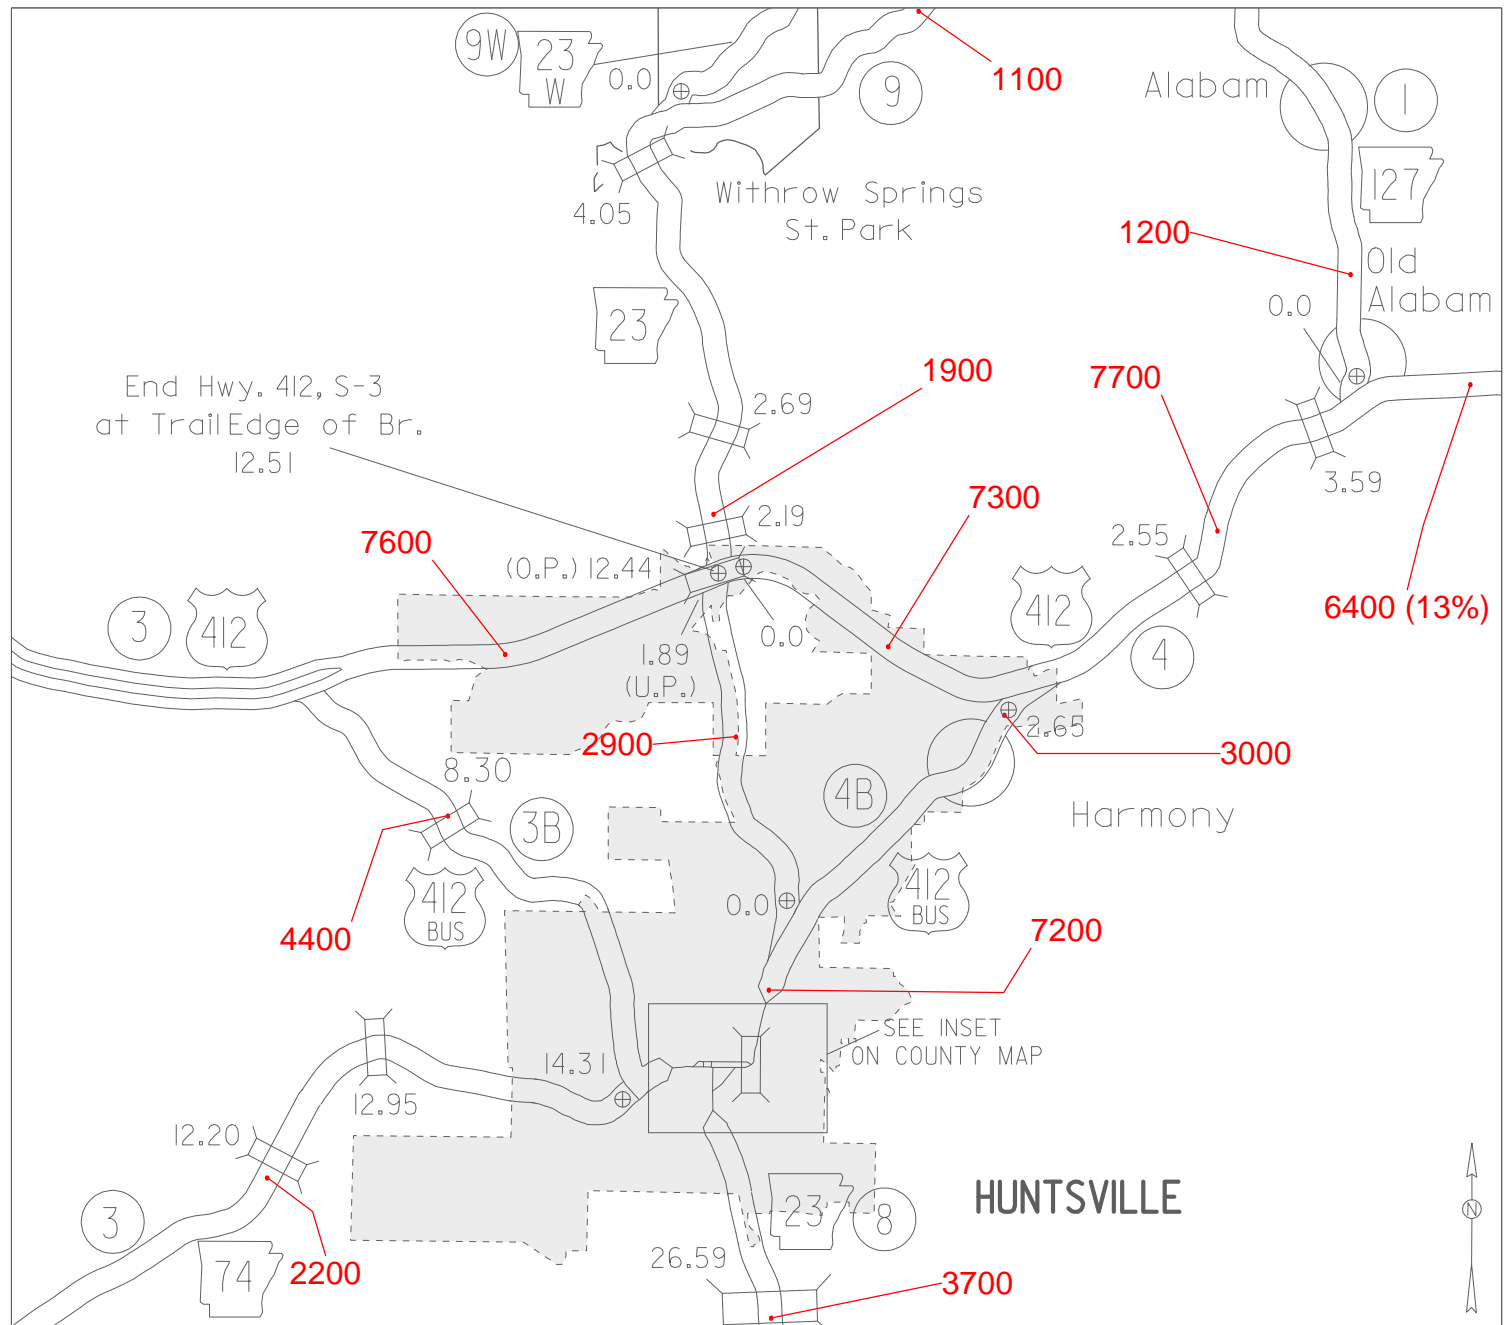 9W
23
W
0.0
9
1100
Alabam
1
127
4.05
Withrow Springs
St. Park
1200
Old
Alabam
0.0
23
End Hwy. 412, S-3
at Trail Edge of Br.
12.51
1900
7700
2.69
3.59
7300
2.19
2.55
7600
(O.P.) 12.44
6400 (13%)
3
412
412
0.0
1.89
(U.P.)
4
2900
2.65
3000
8.30
4B
3B
Harmony
412
BUS
412
BUS
0.0
4400
7200
SEE INSET
ON COUNTY MAP
14.31
12.95
12.20
HUNTSVILLE
3
23
8
N
74
2200
26.59
3700